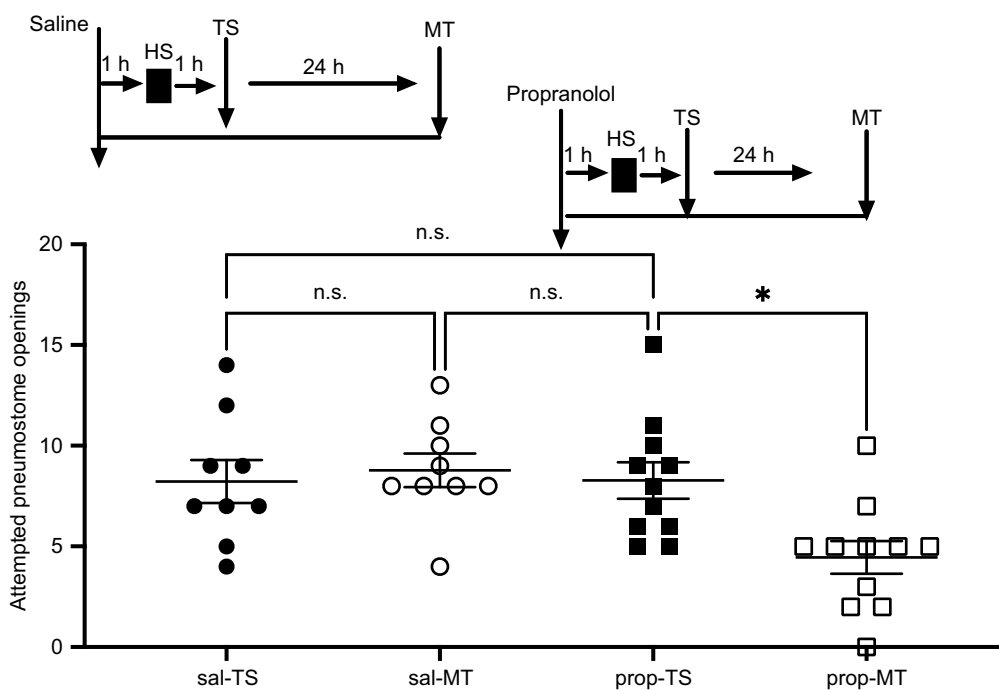 Saline
TS
MT
1 h
HS
1 h
24 h
Propranolol
TS
MT
HS
1 h
1 h
24 h
n.s.
n.s.
n.s.
*
Attempted pneumostome openings
20
15
10
5
0
sal-TS
sal-MT
prop-TS
prop-MT